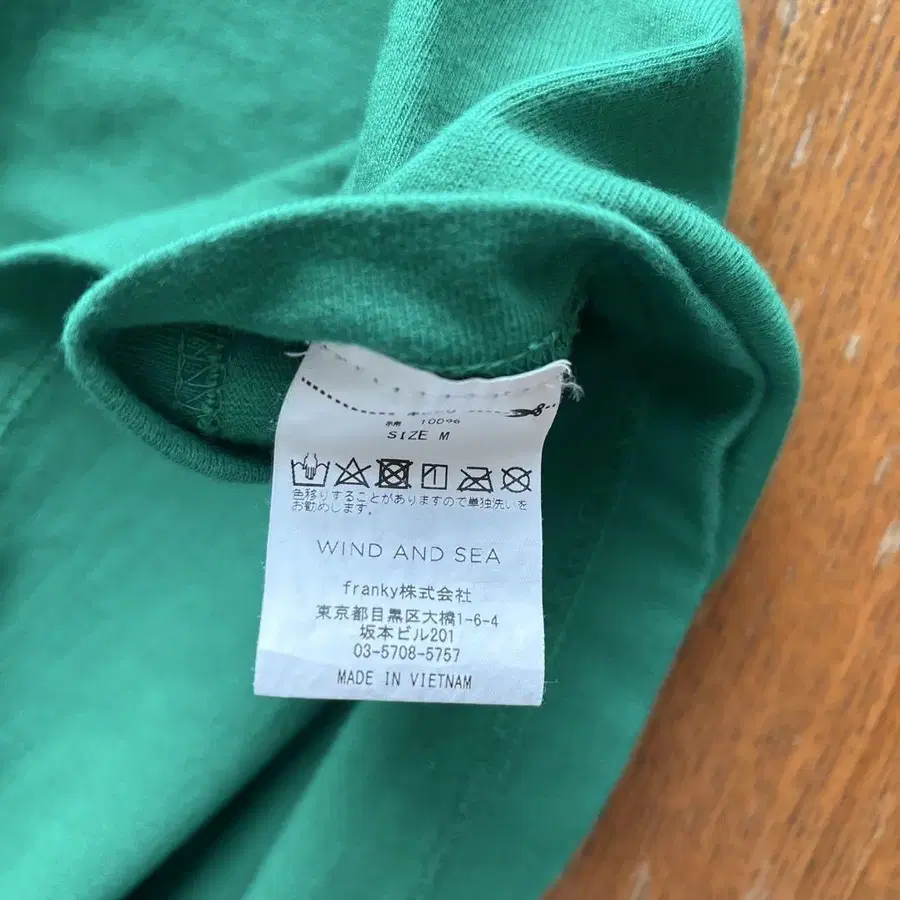 綿 100%
SIZE M
色移りすることがありますので単独洗いを
お勧めします。
WIND AND SEA
franky株式会社
東京都目黒区大橋1-6-4
坂本ビル201
03-5708-5757
MADE IN VIETNAM